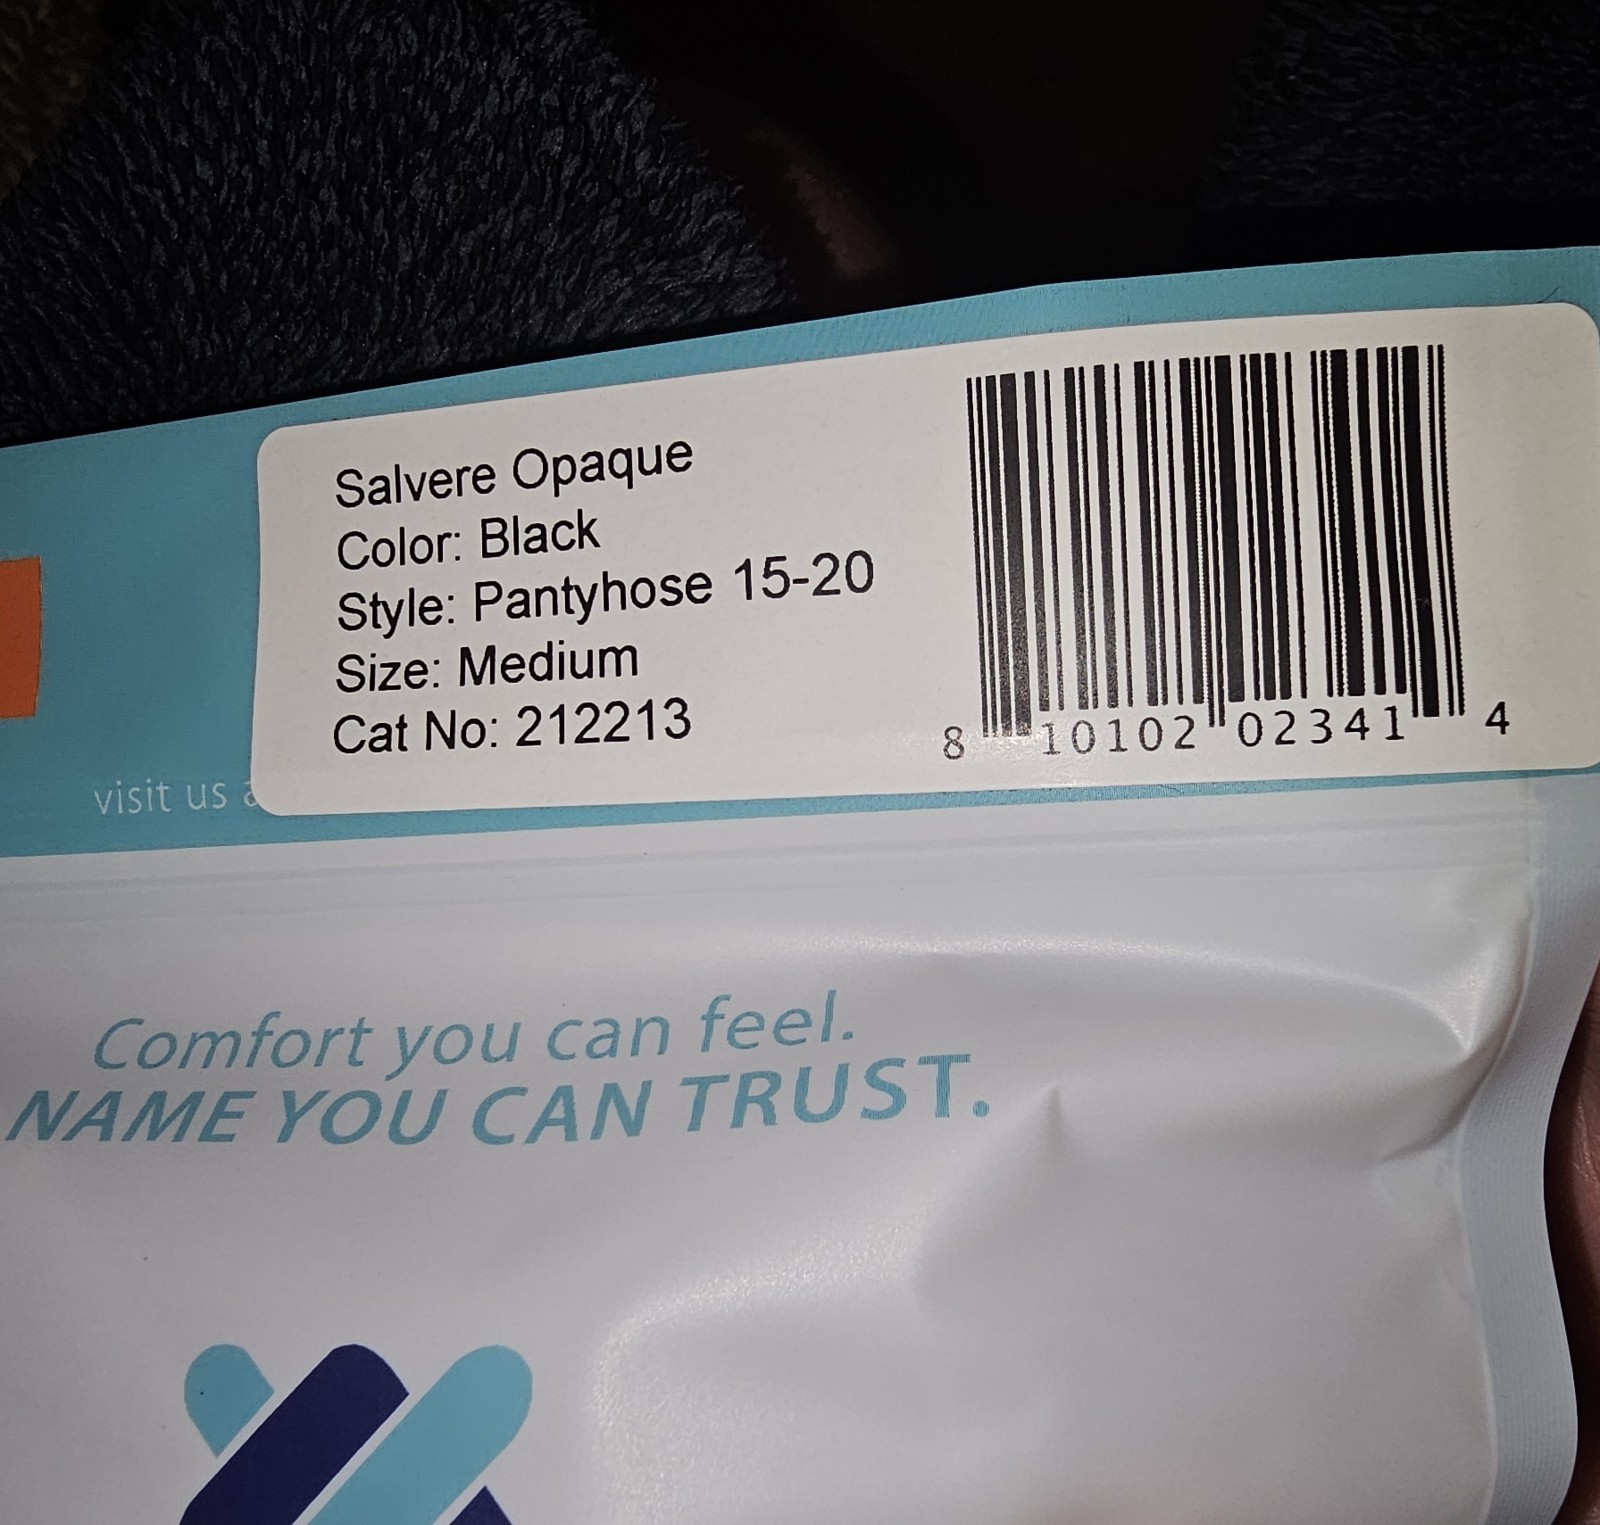 Salvere Opaque
Color: Black
Style: Pantyhose 15-20
Size: Medium
Cat No: 212213
8 10102 02341 4
visit us
Comfort you can feel.
NAME YOU CAN TRUST.